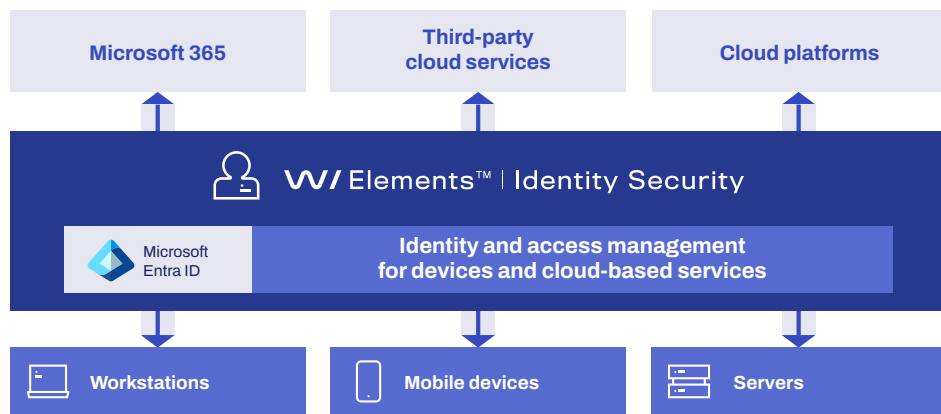 Microsoft 365
Third-party
cloud services
Cloud platforms
W/ Elements™ | Identity Security
Microsoft
Entra ID
Identity and access management
for devices and cloud-based services
Workstations
Mobile devices
Servers